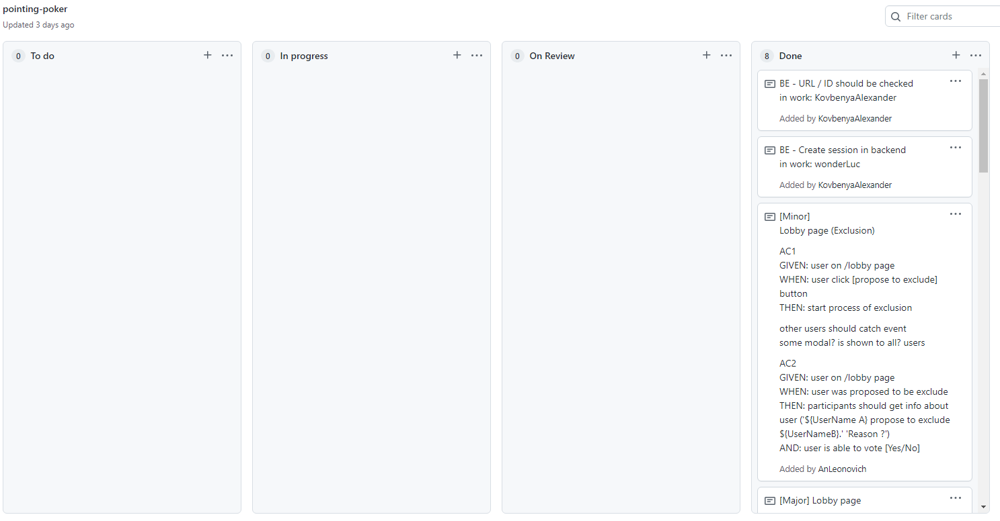 pointing-poker
Updated 3 days ago
Filter cards
0 To do
0 In progress
0 On Review
8 Done
BE - URL / ID should be checked
in work: KovbenyaAlexander
Added by KovbenyaAlexander
BE - Create session in backend
in work: wonderLuc
Added by KovbenyaAlexander
[Minor]
Lobby page (Exclusion)
AC1
GIVEN: user on /lobby page
WHEN: user click [propose to exclude]
button
THEN: start process of exclusion
other users should catch event
some modal? is shown to all? users
AC2
GIVEN: user on /lobby page
WHEN: user was proposed to be exclude
THEN: participants should get info about
user ('${UserName A} propose to exclude
${UserNameB}.' 'Reason ?')
AND: user is able to vote [Yes/No]
Added by AnLeonovich
[Major] Lobby page